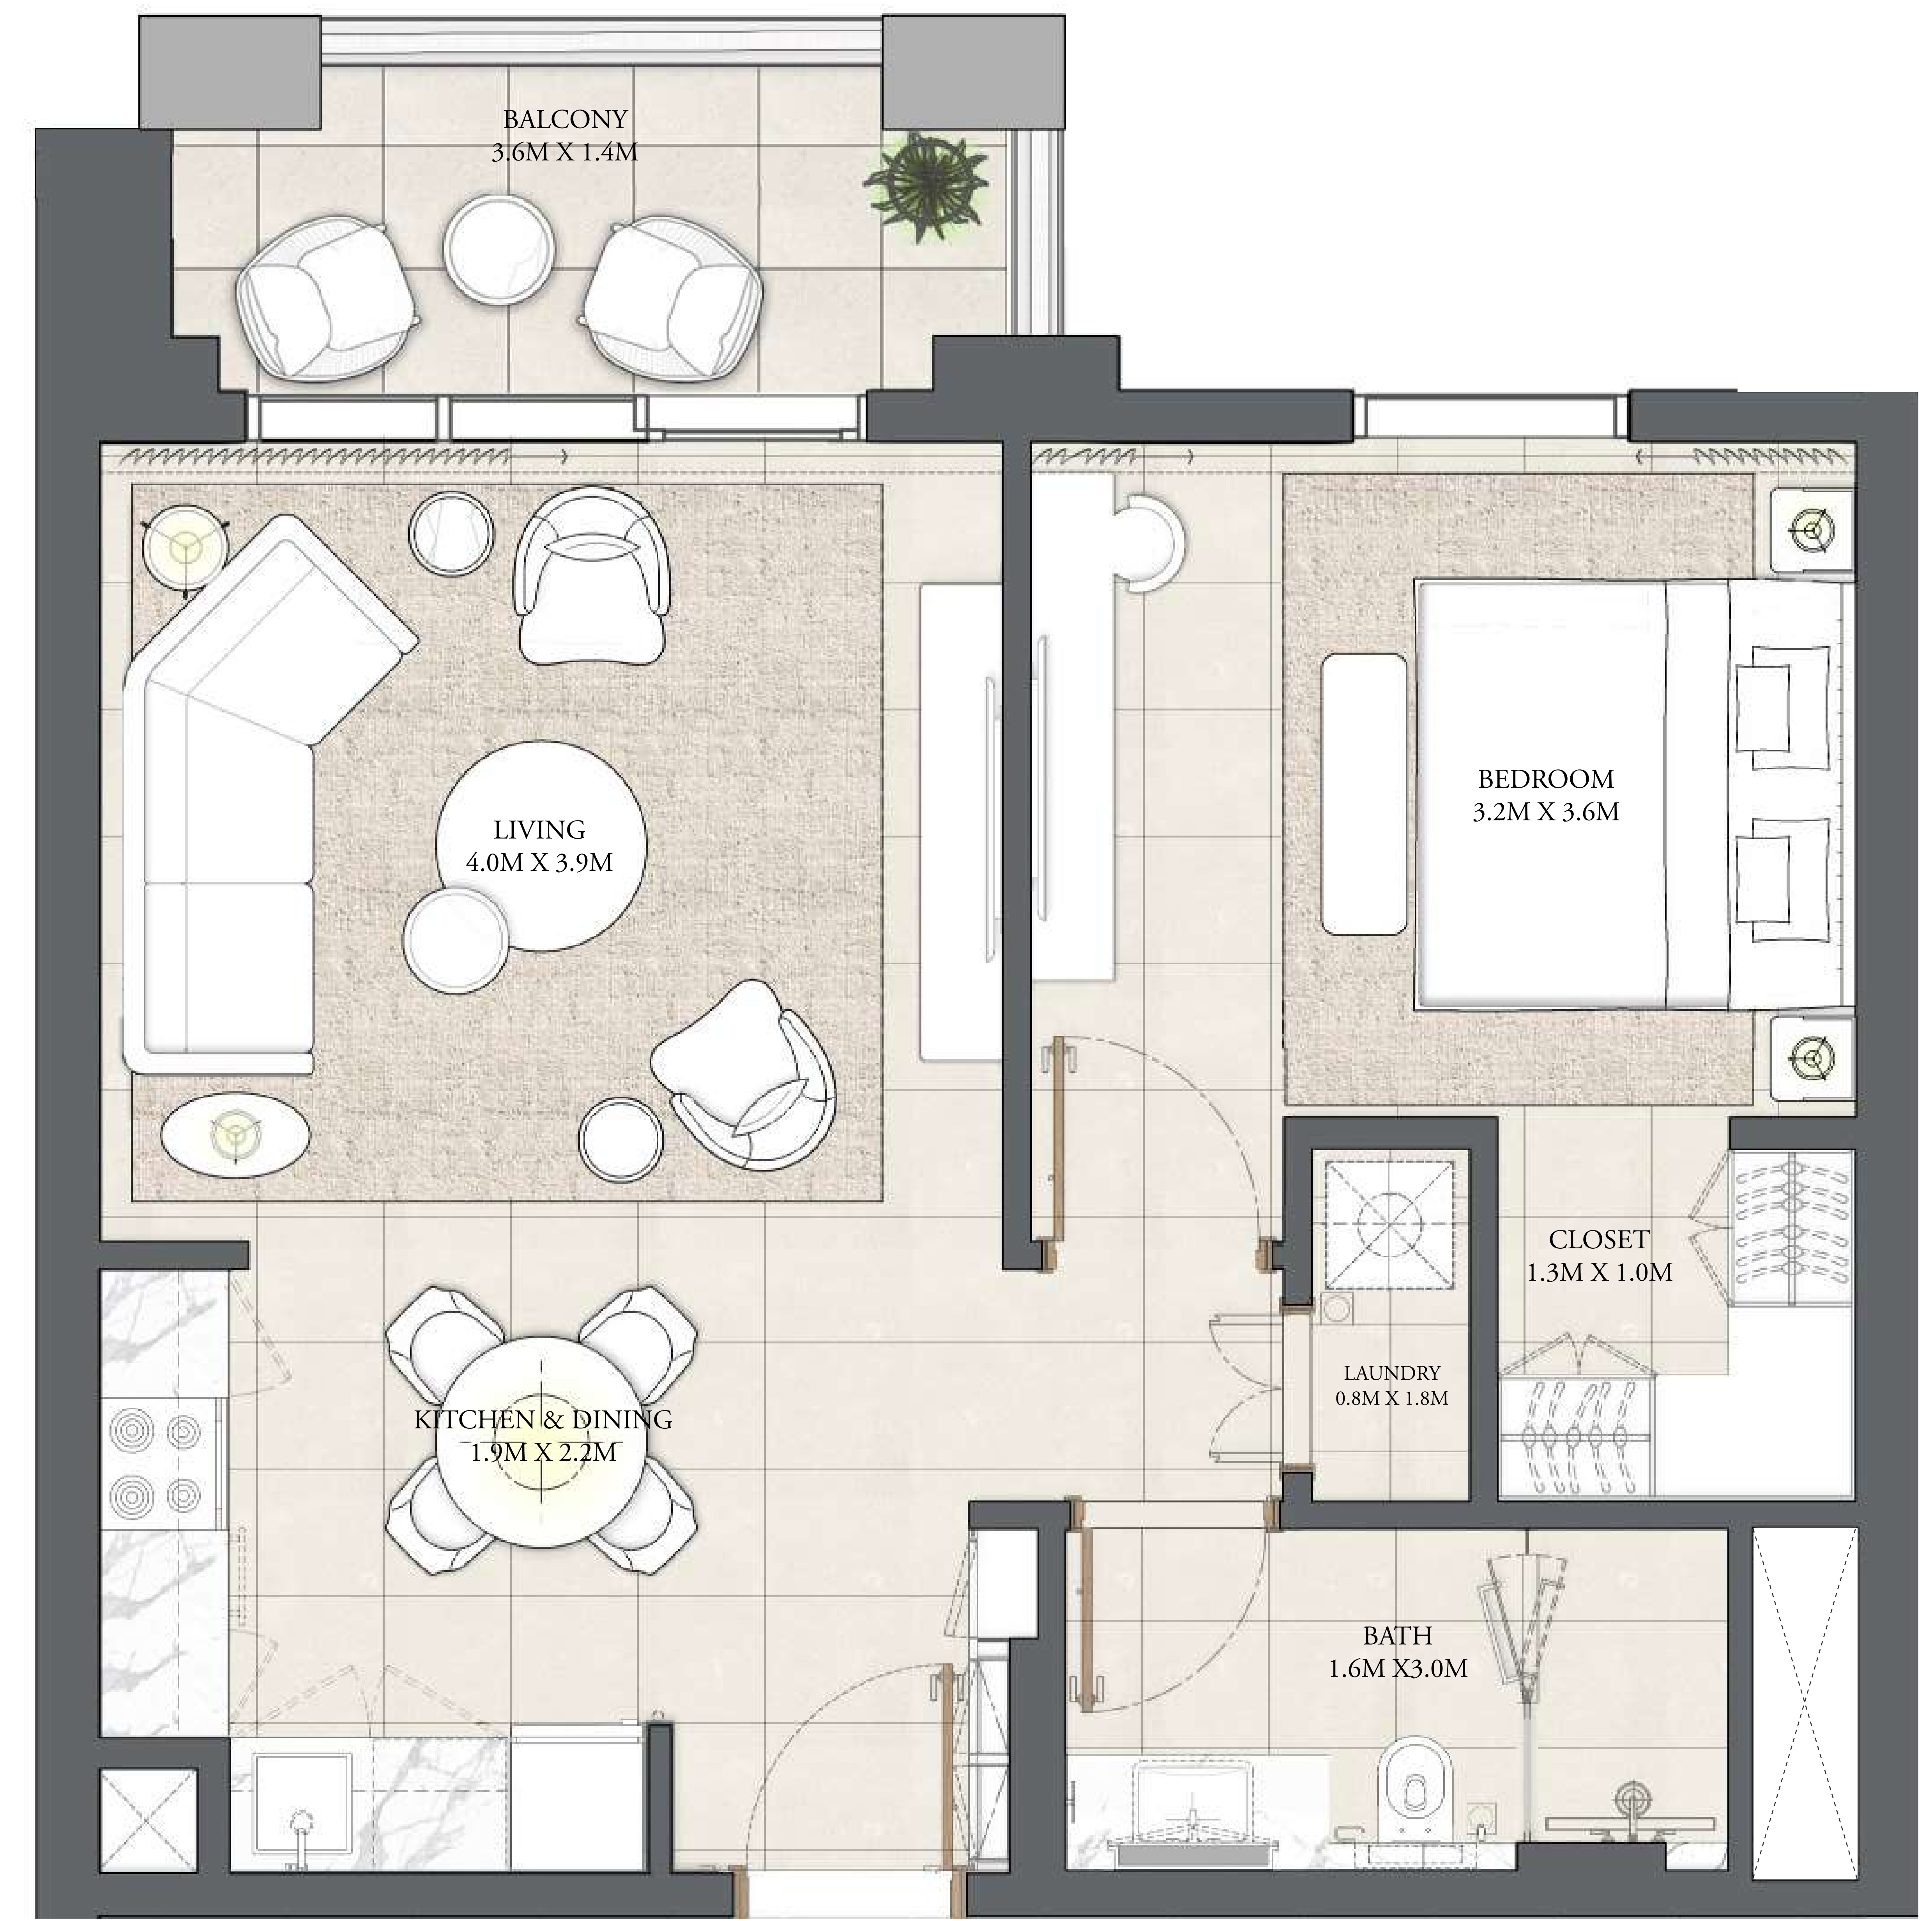 BALCONY
3.6M X 1.4M
BEDROOM
3.2M X 3.6M
LIVING
4.0M X 3.9M
CLOSET
1.3M X 1.0M
LAUNDRY
0.8M X 1.8M
KITCHEN & DINING
1.9M X 2.2M
BATH
1.6M X3.0M